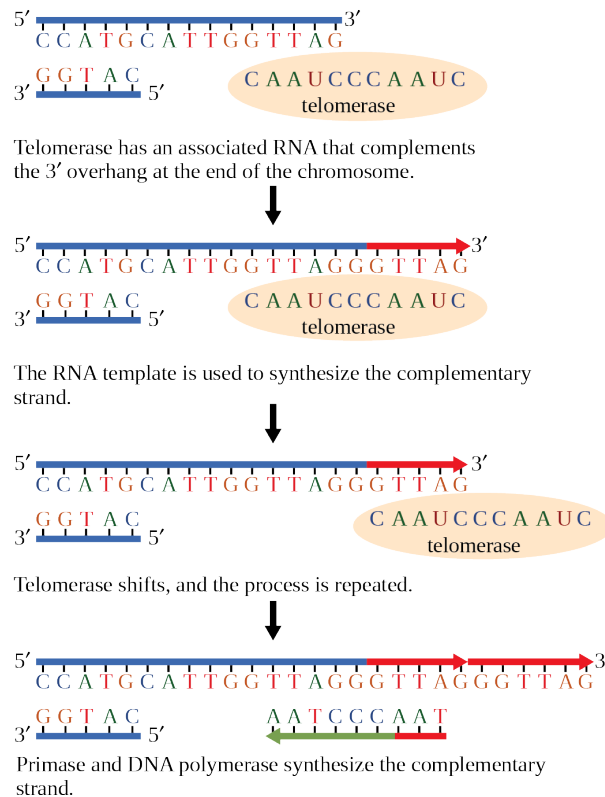 5′ 3′
C C A T G C A T T G G T T A G
G G T A C
3′ 5′
C A A U C C C A A U C
telomerase
Telomerase has an associated RNA that complements
the 3′ overhang at the end of the chromosome.
5′ 3′
C C A T G C A T T G G T T A G G G T T A G
G G T A C
3′ 5′
C A A U C C C A A U C
telomerase
The RNA template is used to synthesize the complementary
strand.
5′ 3′
C C A T G C A T T G G T T A G G G T T A G
G G T A C
3′ 5′
C A A U C C C A A U C
telomerase
Telomerase shifts, and the process is repeated.
5′ 3
C C A T G C A T T G G T T A G G G T T A G G G T T A G
G G T A C A A T C C C A A T
3′ 5′
Primase and DNA polymerase synthesize the complementary
strand.